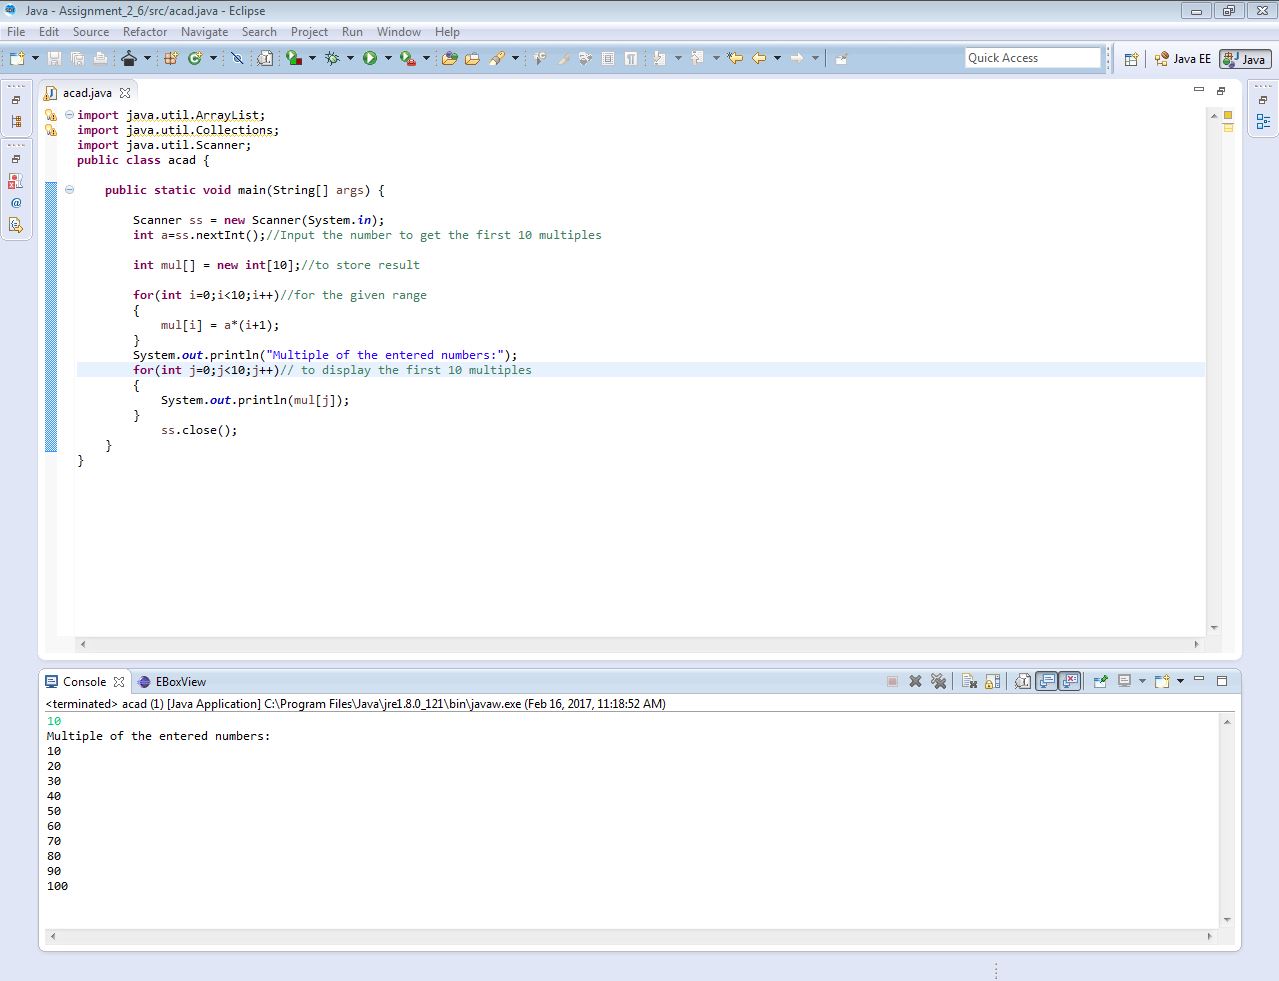 Java - Assignment_2_6/src/acad.java - Eclipse
File Edit Source Refactor Navigate Search Project Run Window Help
Quick Access
Java EE
Java
acad.java
import java.util.ArrayList;
import java.util.Collections;
import java.util.Scanner;
public class acad {
public static void main(String[] args) {
Scanner ss = new Scanner(System.in);
int a=ss.nextInt();//Input the number to get the first 10 multiples
int mul[] = new int[10];//to store result
for(int i=0;i<10;i++)//for the given range
{
mul[i] = a*(i+1);
}
System.out.println("Multiple of the entered numbers:");
for(int j=0;j<10;j++)// to display the first 10 multiples
{
System.out.println(mul[j]);
}
ss.close();
}
}
Console
EBoxView
<terminated> acad (1) [Java Application] C:\Program Files\Java\jre1.8.0_121\bin\javaw.exe (Feb 16, 2017, 11:18:52 AM)
10
Multiple of the entered numbers:
10
20
30
40
50
60
70
80
90
100